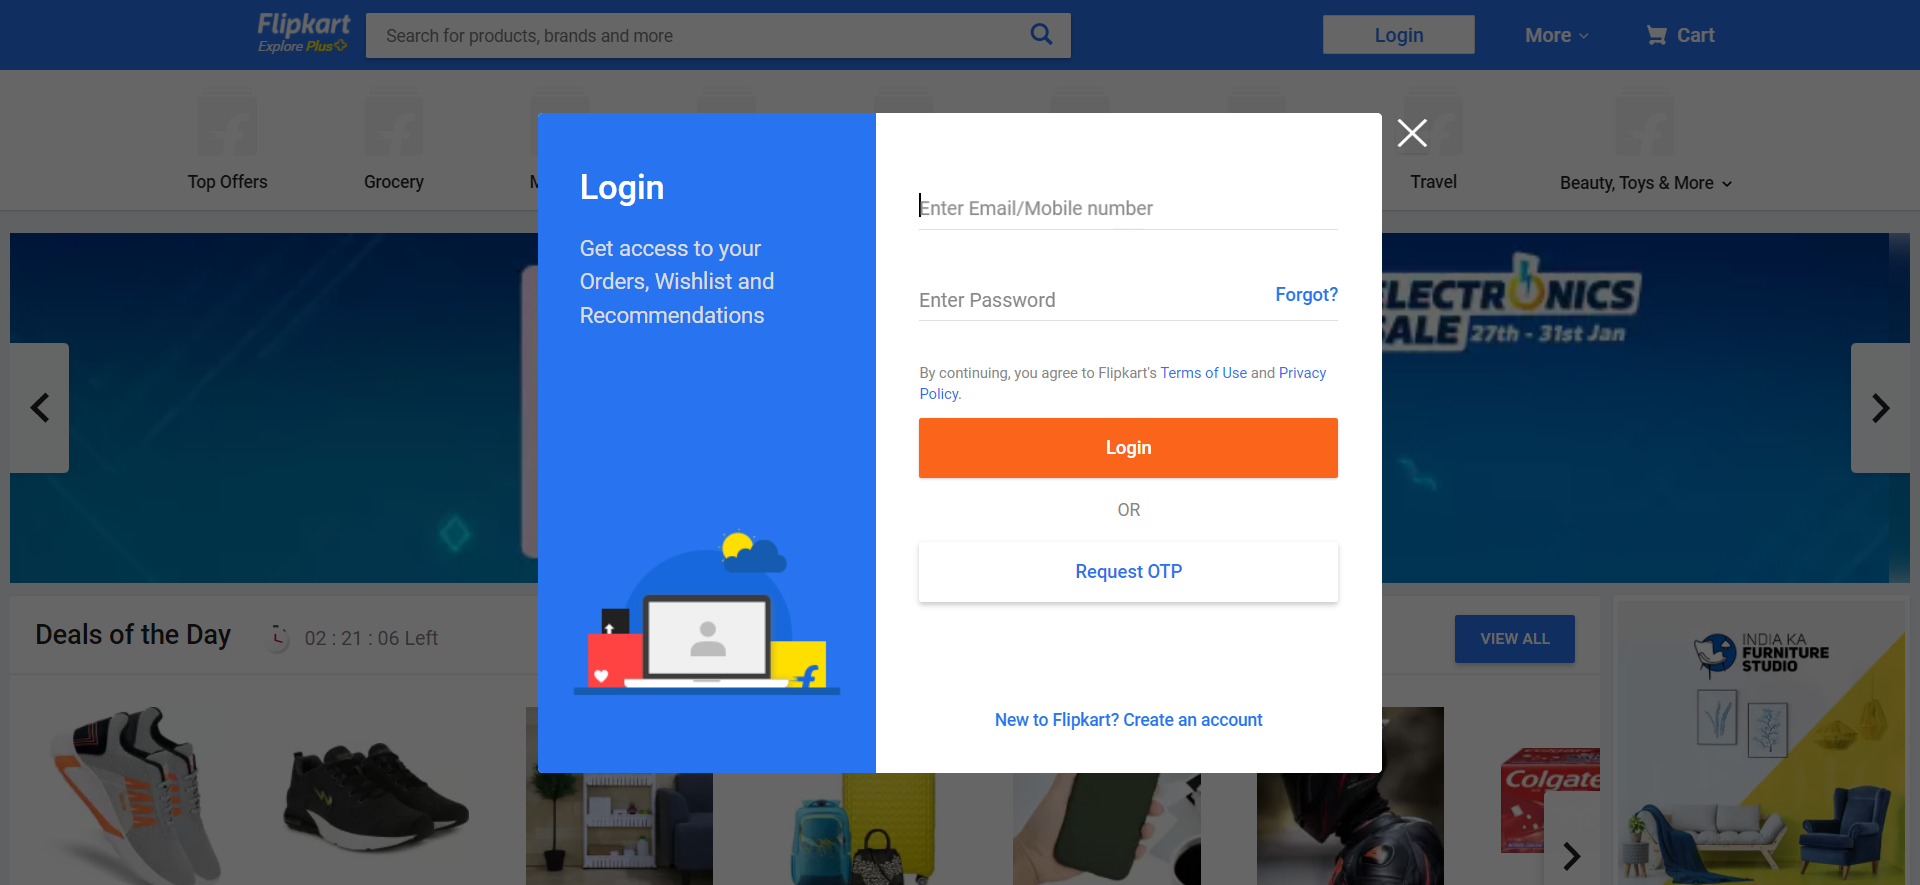 Flipkart
Explore Plus
Search for products, brands and more
Login
More
Cart
Top Offers
Grocery
M
Travel
Beauty, Toys & More
Login
Get access to your
Orders, Wishlist and
Recommendations
Enter Email/Mobile number
Enter Password
Forgot?
By continuing, you agree to Flipkart's Terms of Use and Privacy
Policy.
Login
OR
Request OTP
New to Flipkart? Create an account
LECTRONICS
SALE 27th - 31st Jan
Deals of the Day
02 : 21 : 06 Left
VIEW ALL
INDIA KA
FURNITURE
STUDIO
Colgate